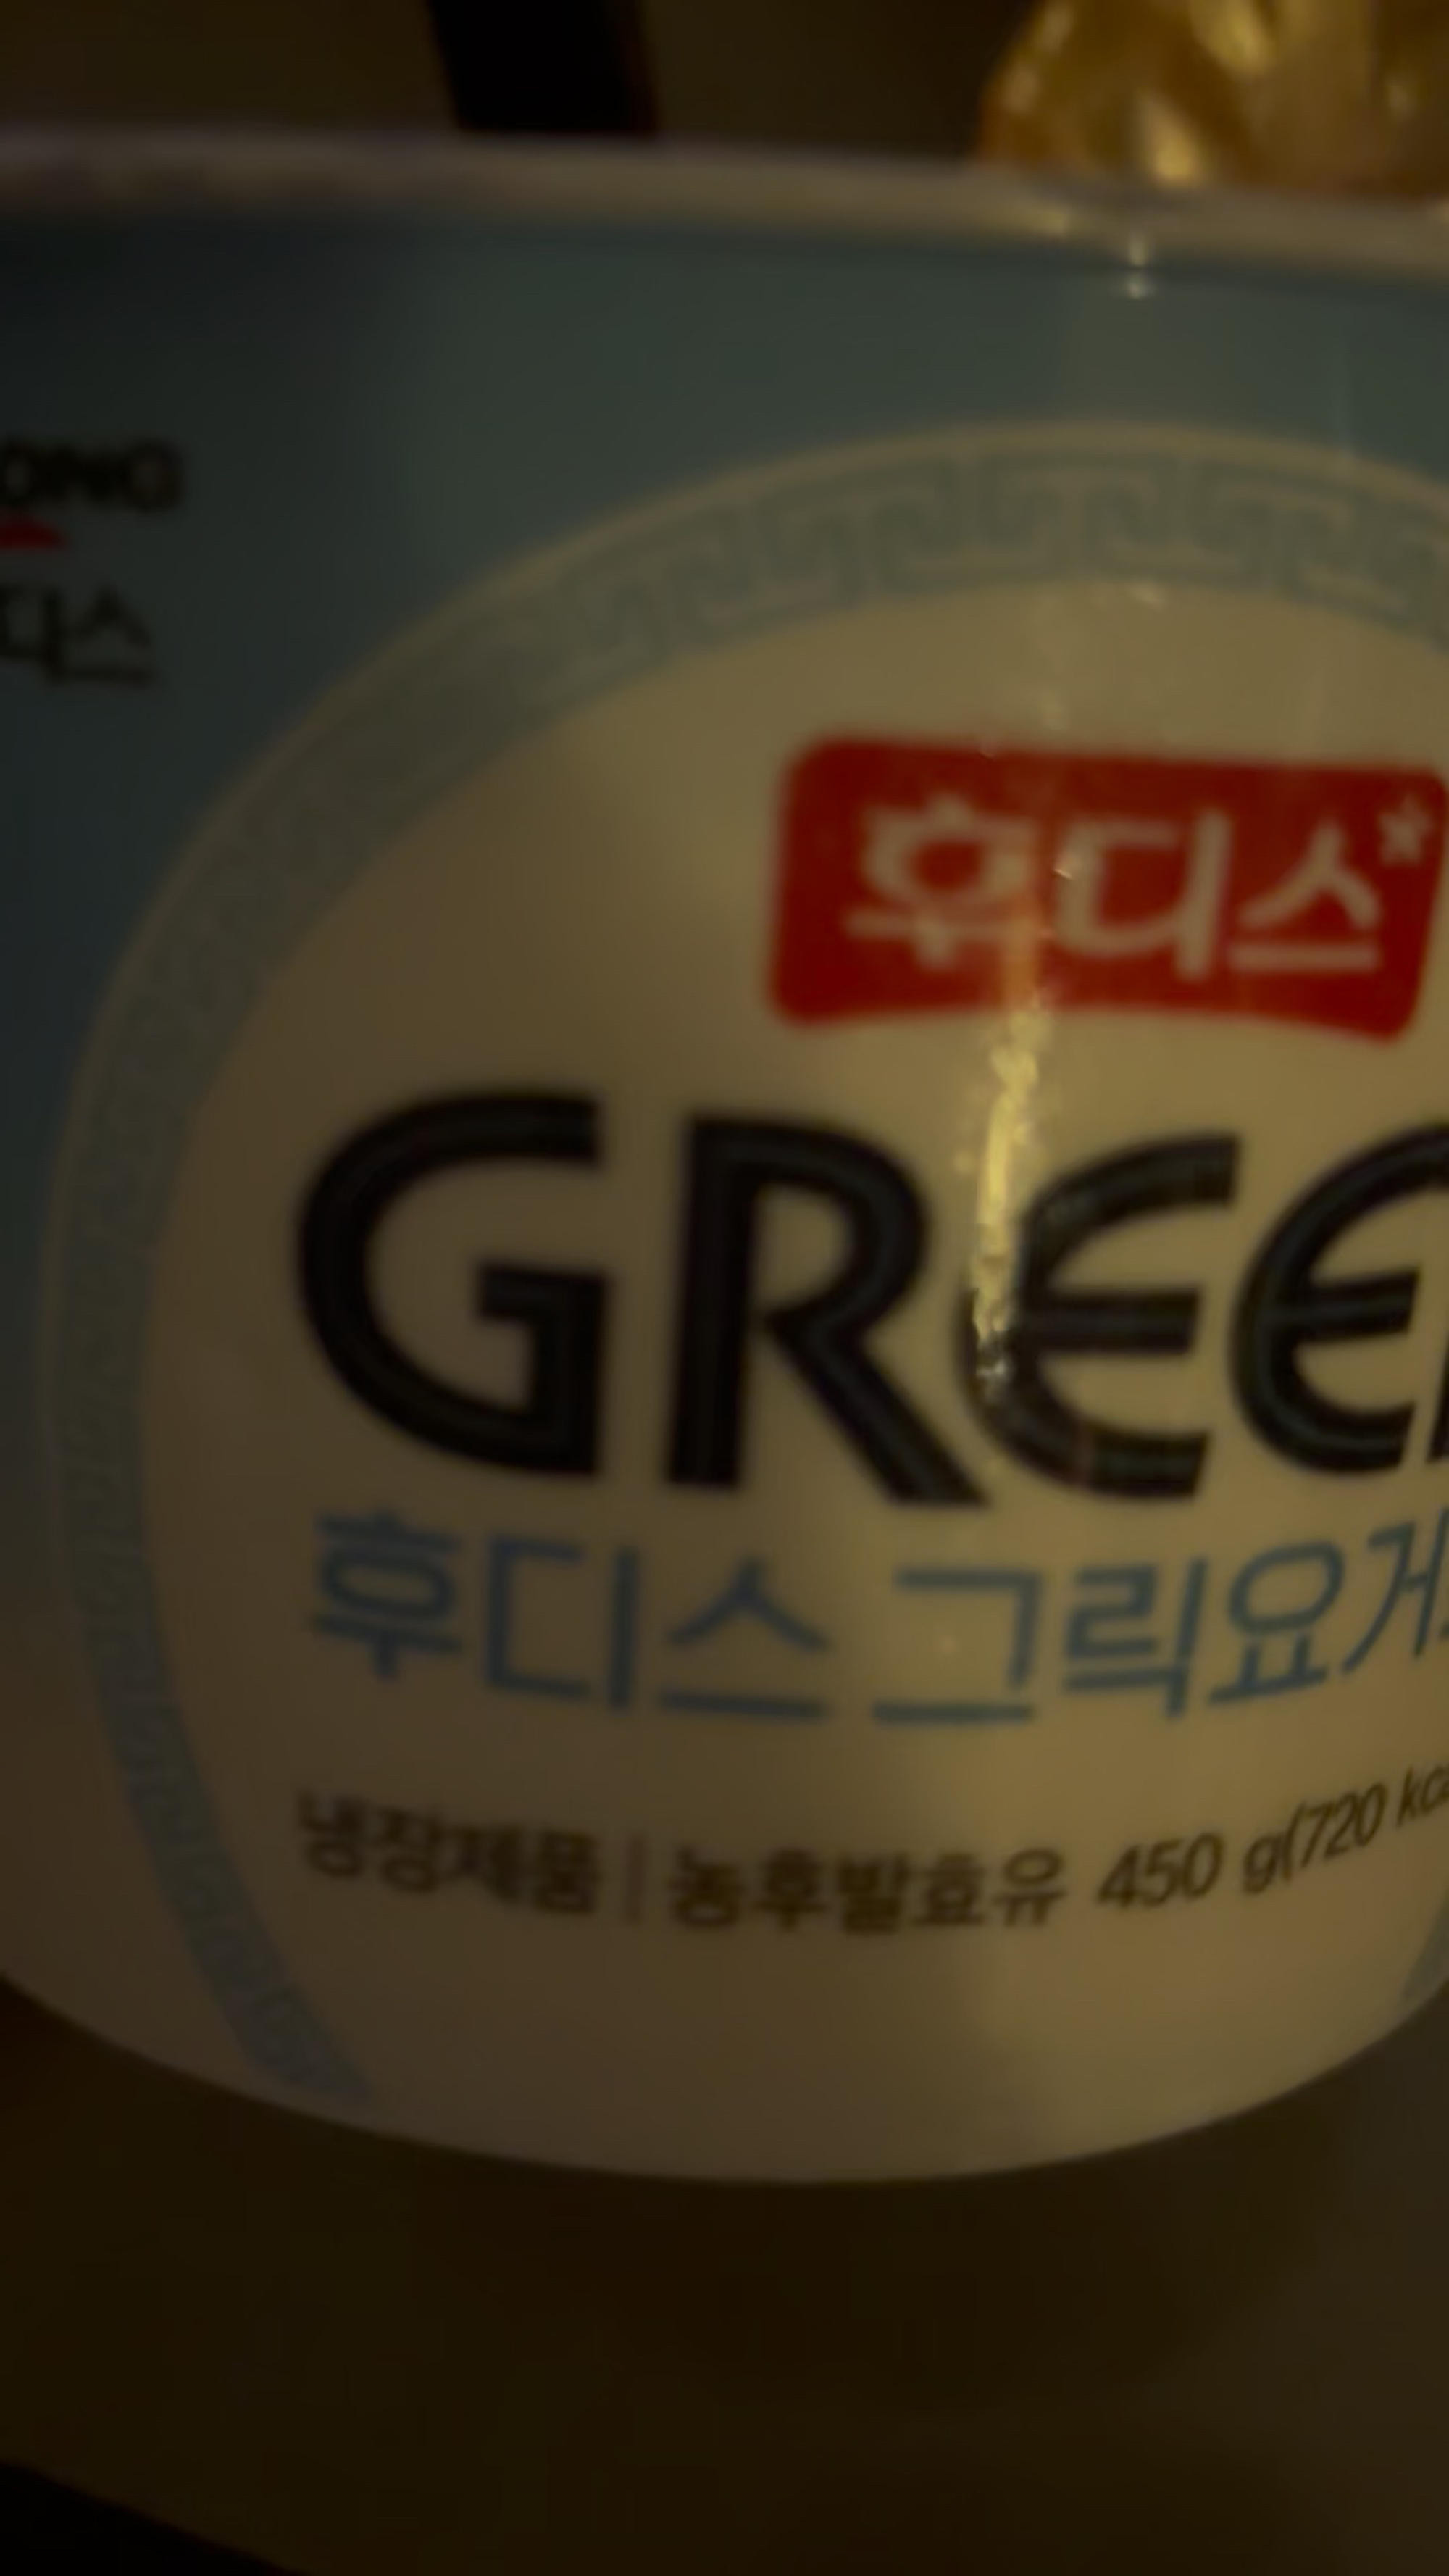 ONG
디스
후디스
GREE
후디스 그릭요거
냉장제품 | 농후발효유 450 g(720 kc